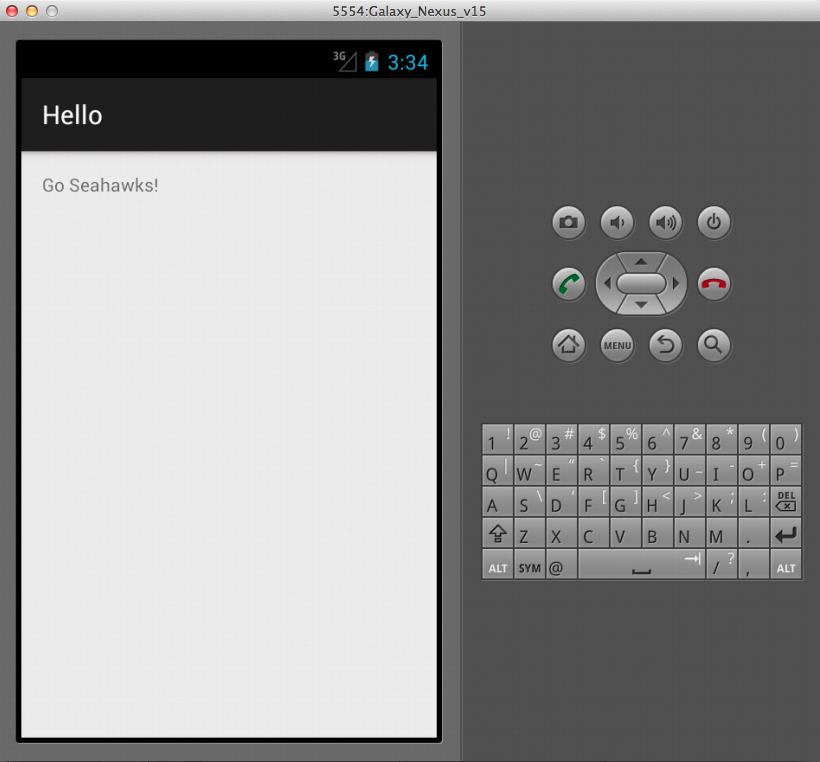 5554:Galaxy_Nexus_v15
3G 3:34
Hello
Go Seahawks!
MENU
1 ! 2 @ 3 # 4 $ 5 % 6 ^ 7 & 8 * 9 ( 0 )
Q | W ~ E “ R ` T { Y } U _ I - O + P =
A S \ D ‘ F [ G ] H < J > K ; L : DEL
Z X C V B N M .
ALT SYM @ / ? , ALT